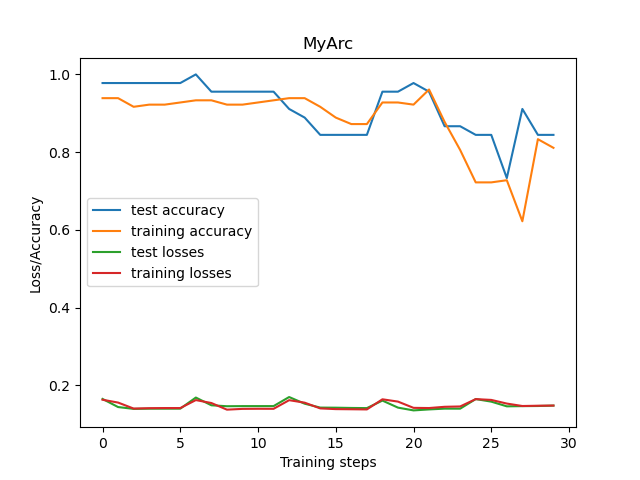 MyArc
1.0
0.8
0.6
0.4
0.2
Loss/Accuracy
test accuracy
training accuracy
test losses
training losses
0 5 10 15 20 25 30
Training steps